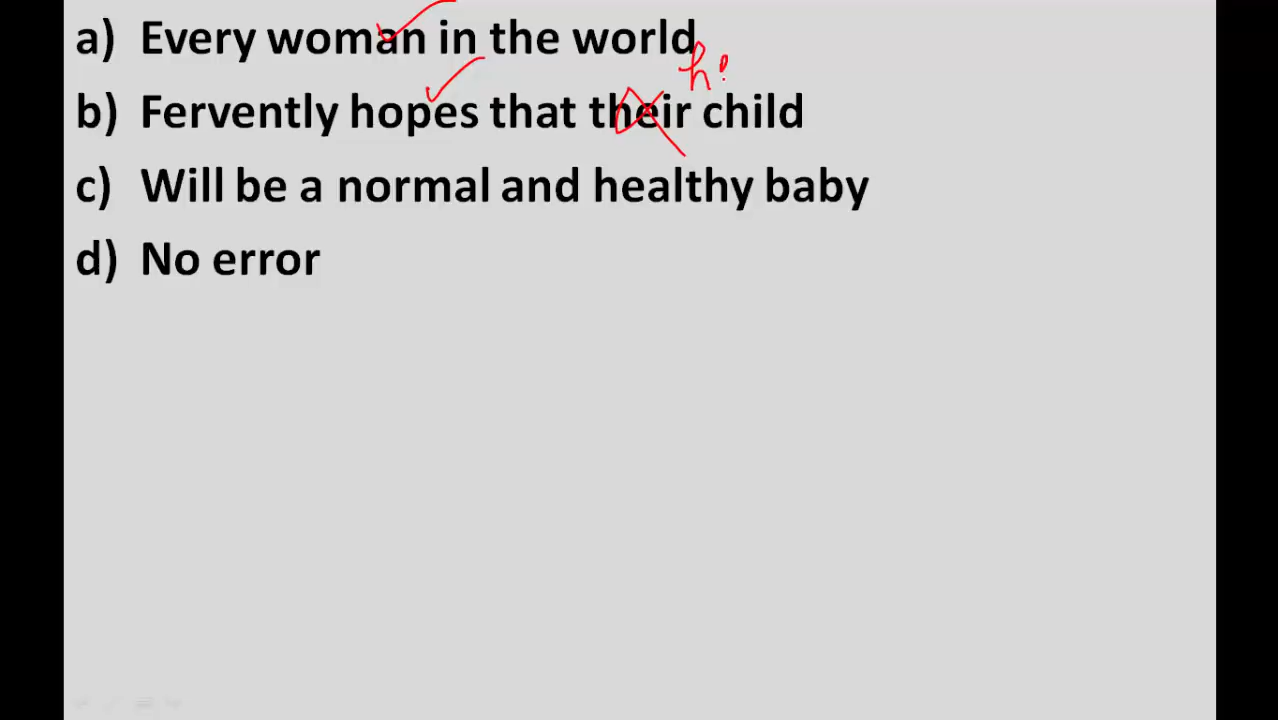 a) Every woman in the world
b) Fervently hopes that their child
c) Will be a normal and healthy baby
d) No error